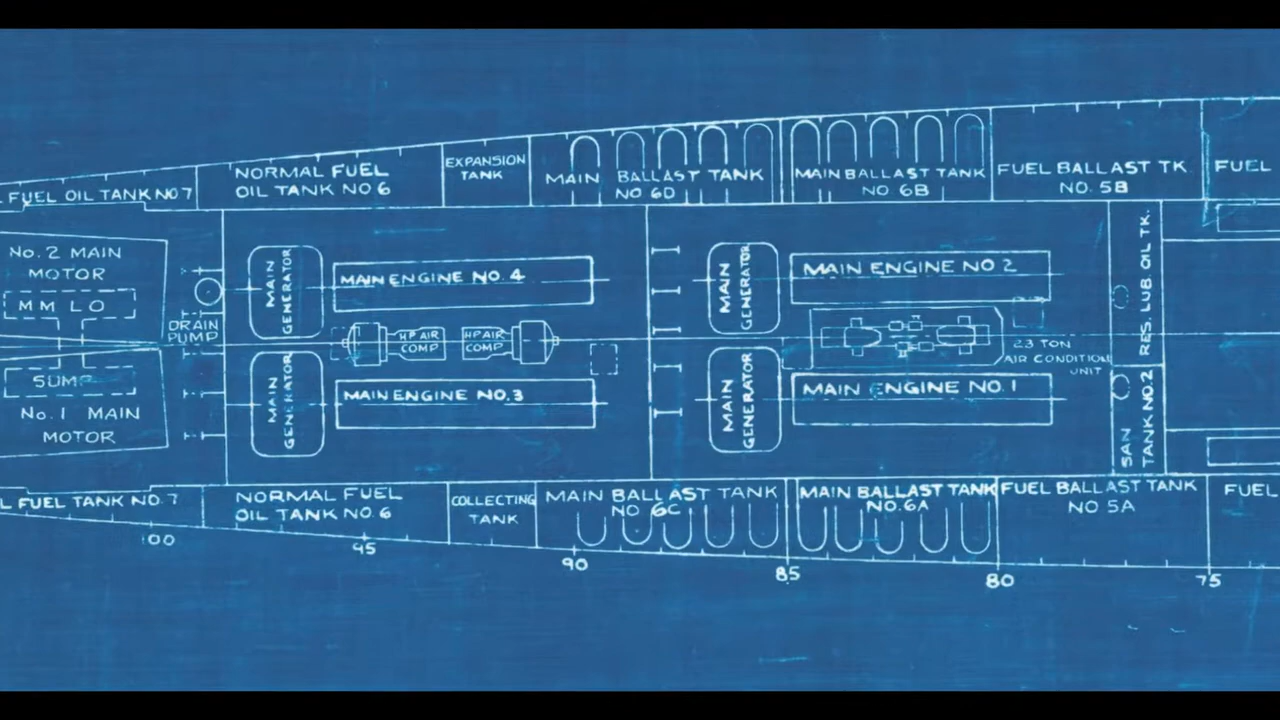 NORMAL FUEL
OIL TANK NO 6
EXPANSION
TANK
MAIN BALLAST TANK
NO 6D
MAIN BALLAST TANK
NO 6B
FUEL BALLAST TK.
NO. 5B
FUEL
L FUEL OIL TANK NO 7
No. 2 MAIN
MOTOR
MM LO
DRAIN
PUMP
MAIN
GENERATOR
MAIN ENGINE NO. 4
HP AIR
COMP
HP AIR
COMP
MAIN
GENERATOR
MAIN ENGINE NO 2
RES. LUB. OIL TK.
23 TON
AIR CONDITION
UNIT
SUMP
No. 1 MAIN
MOTOR
MAIN
GENERATOR
MAIN ENGINE NO. 3
MAIN
GENERATOR
MAIN ENGINE NO. 1
SAN
TANK NO. 2
L FUEL TANK NO. 7
NORMAL FUEL
OIL TANK NO. 6
COLLECTING
TANK
MAIN BALLAST TANK
NO 6C
MAIN BALLAST TANK
NO. 6A
FUEL BALLAST TANK
NO 5A
FUEL
100
95
90
85
80
75